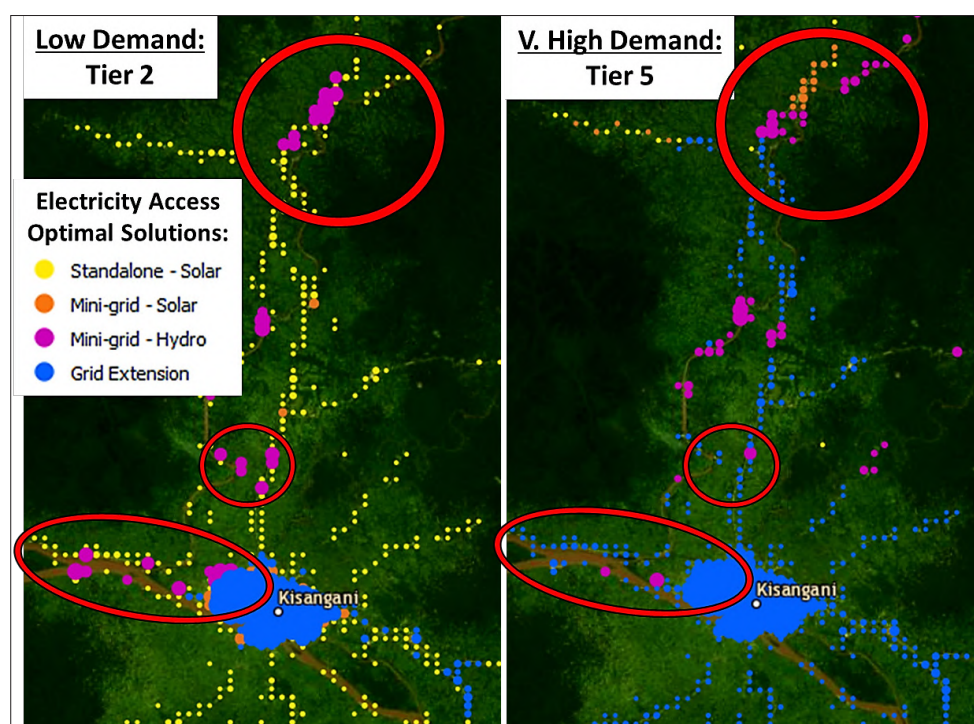 Low Demand:
Tier 2
V. High Demand:
Tier 5
Electricity Access
Optimal Solutions:
Standalone - Solar
Mini-grid - Solar
Mini-grid - Hydro
Grid Extension
Kisangani
Kisangani